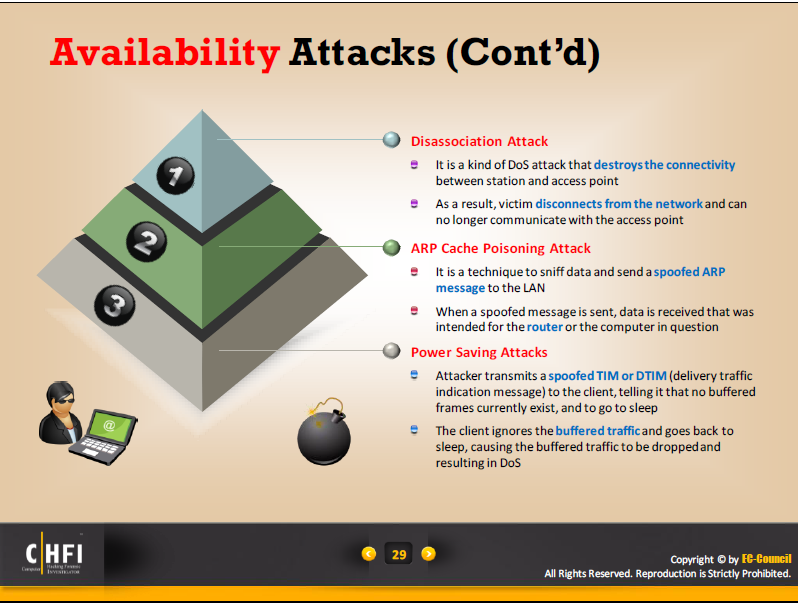 Availability Attacks (Cont'd)
1
2
3
Disassociation Attack
It is a kind of DoS attack that destroys the connectivity
between station and access point
As a result, victim disconnects from the network and can
no longer communicate with the access point
ARP Cache Poisoning Attack
It is a technique to sniff data and send a spoofed ARP
message to the LAN
When a spoofed message is sent, data is received that was
intended for the router or the computer in question
Power Saving Attacks
Attacker transmits a spoofed TIM or DTIM (delivery traffic
indication message) to the client, telling it that no buffered
frames currently exist, and to go to sleep
The client ignores the buffered traffic and goes back to
sleep, causing the buffered traffic to be dropped and
resulting in DoS
@
CHFI
Computer Hacking Forensic
INVESTIGATOR
29
Copyright © by EC-Council
All Rights Reserved. Reproduction is Strictly Prohibited.